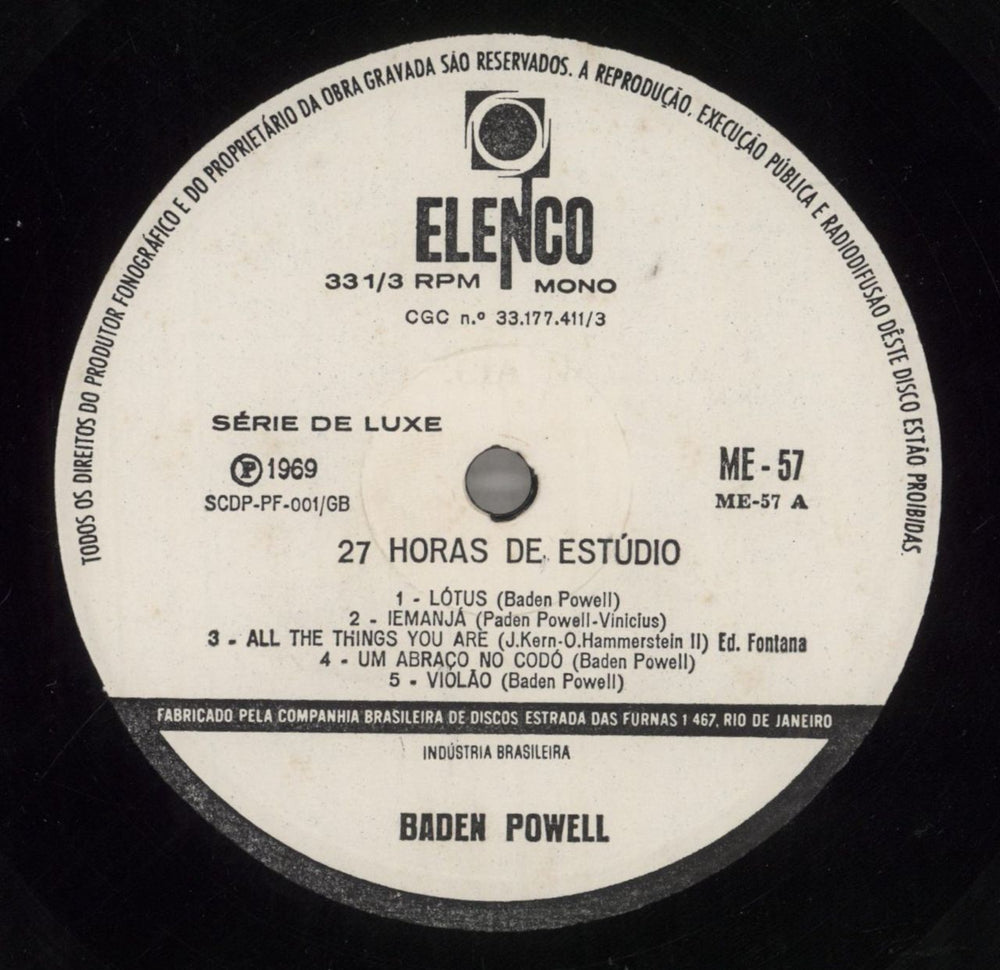 TODOS OS DIREITOS DO PRODUTOR FONOGRÁFICO E DO PROPRIETÁRIO DA OBRA GRAVADA SÃO RESERVADOS. A REPRODUÇÃO, EXECUÇÃO PÚBLICA E RADIODIFUSÃO DÊSTE DISCO ESTÃO PROIBIDAS.
ELENCO
33 1/3 RPM MONO
CGC n.º 33.177.411/3
SÉRIE DE LUXE
Ⓟ 1969
SCDP-PF-001/GB
ME - 57
ME-57 A
27 HORAS DE ESTÚDIO
1 - LÓTUS (Baden Powell)
2 - IEMANJÁ (Paden Powell-Vinicius)
3 - ALL THE THINGS YOU ARE (J.Kern-O.Hammerstein II) Ed. Fontana
4 - UM ABRAÇO NO CODÓ (Baden Powell)
5 - VIOLÃO (Baden Powell)
FABRICADO PELA COMPANHIA BRASILEIRA DE DISCOS ESTRADA DAS FURNAS 1 467, RIO DE JANEIRO
INDÚSTRIA BRASILEIRA
BADEN POWELL